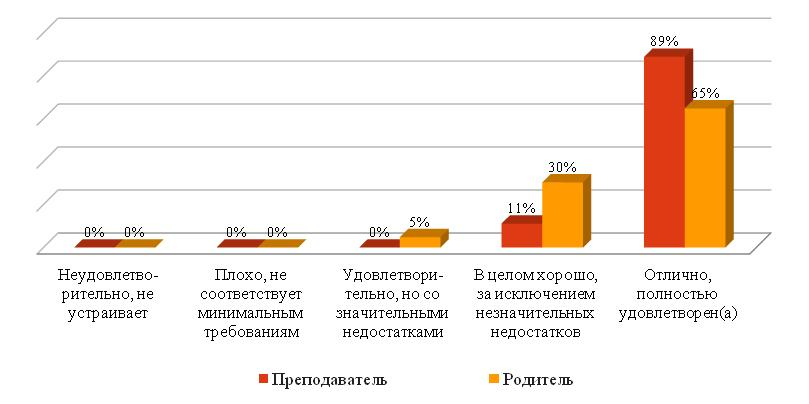 89%
65%
30%
11%
5%
0% 0% 0% 0% 0%
Неудовлетво-
рительно, не
устраивает
Плохо, не
соответствует
минимальным
требованиям
Удовлетвори-
тельно, но со
значительными
недостатками
В целом хорошо,
за исключением
незначительных
недостатков
Отлично,
полностью
удовлетворен(а)
Преподаватель Родитель